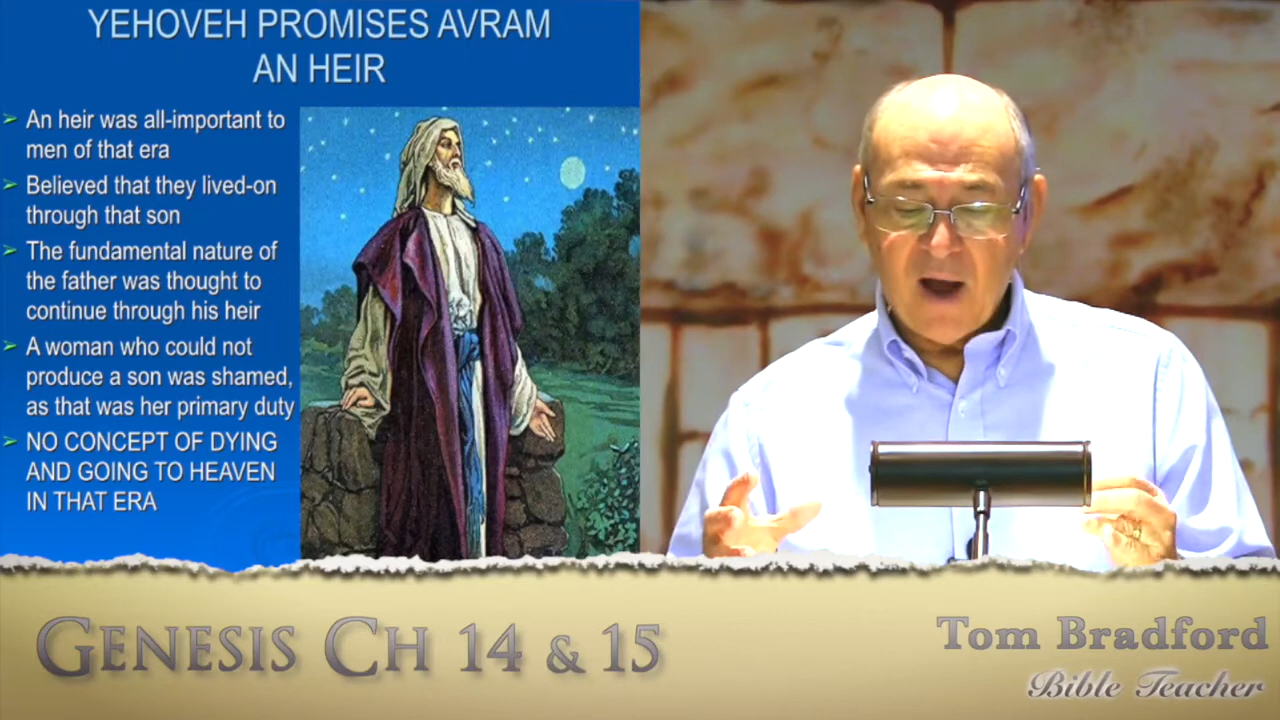 YEHOVEH PROMISES AVRAM
AN HEIR
➢ An heir was all-important to
men of that era
➢ Believed that they lived-on
through that son
➢ The fundamental nature of
the father was thought to
continue through his heir
➢ A woman who could not
produce a son was shamed,
as that was her primary duty
➢ NO CONCEPT OF DYING
AND GOING TO HEAVEN
IN THAT ERA
GENESIS CH 14 & 15
Tom Bradford
Bible Teacher